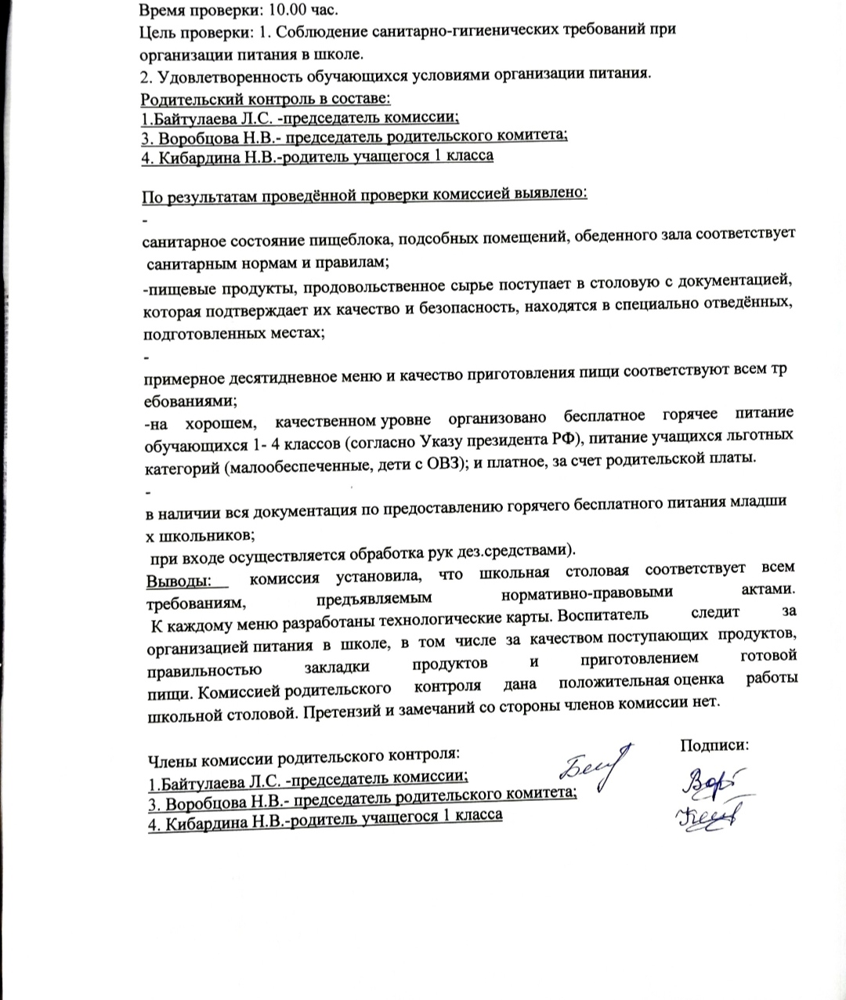 Время проверки: 10.00 час.
Цель проверки: 1. Соблюдение санитарно-гигиенических требований при
организации питания в школе.
2. Удовлетворенность обучающихся условиями организации питания.
Родительский контроль в составе:
1.Байтулаева Л.С. -председатель комиссии;
3. Воробцова Н.В.- председатель родительского комитета;
4. Кибардина Н.В.-родитель учащегося 1 класса
По результатам проведённой проверки комиссией выявлено:
-
санитарное состояние пищеблока, подсобных помещений, обеденного зала соответствует
санитарным нормам и правилам;
-пищевые продукты, продовольственное сырье поступает в столовую с документацией,
которая подтверждает их качество и безопасность, находятся в специально отведённых,
подготовленных местах;
-
примерное десятидневное меню и качество приготовления пищи соответствуют всем тр
ебованиями;
-на хорошем, качественном уровне организовано бесплатное горячее питание
обучающихся 1- 4 классов (согласно Указу президента РФ), питание учащихся льготных
категорий (малообеспеченные, дети с ОВЗ); и платное, за счет родительской платы.
-
в наличии вся документация по предоставлению горячего бесплатного питания младши
х школьников;
при входе осуществляется обработка рук дез.средствами).
Выводы: комиссия установила, что школьная столовая соответствует всем
требованиям, предъявляемым нормативно-правовыми актами.
К каждому меню разработаны технологические карты. Воспитатель следит за
организацией питания в школе, в том числе за качеством поступающих продуктов,
правильностью закладки продуктов и приготовлением готовой
пищи. Комиссией родительского контроля дана положительная оценка работы
школьной столовой. Претензий и замечаний со стороны членов комиссии нет.
Члены комиссии родительского контроля: Подписи:
1.Байтулаева Л.С. -председатель комиссии;
3. Воробцова Н.В.- председатель родительского комитета;
4. Кибардина Н.В.-родитель учащегося 1 класса